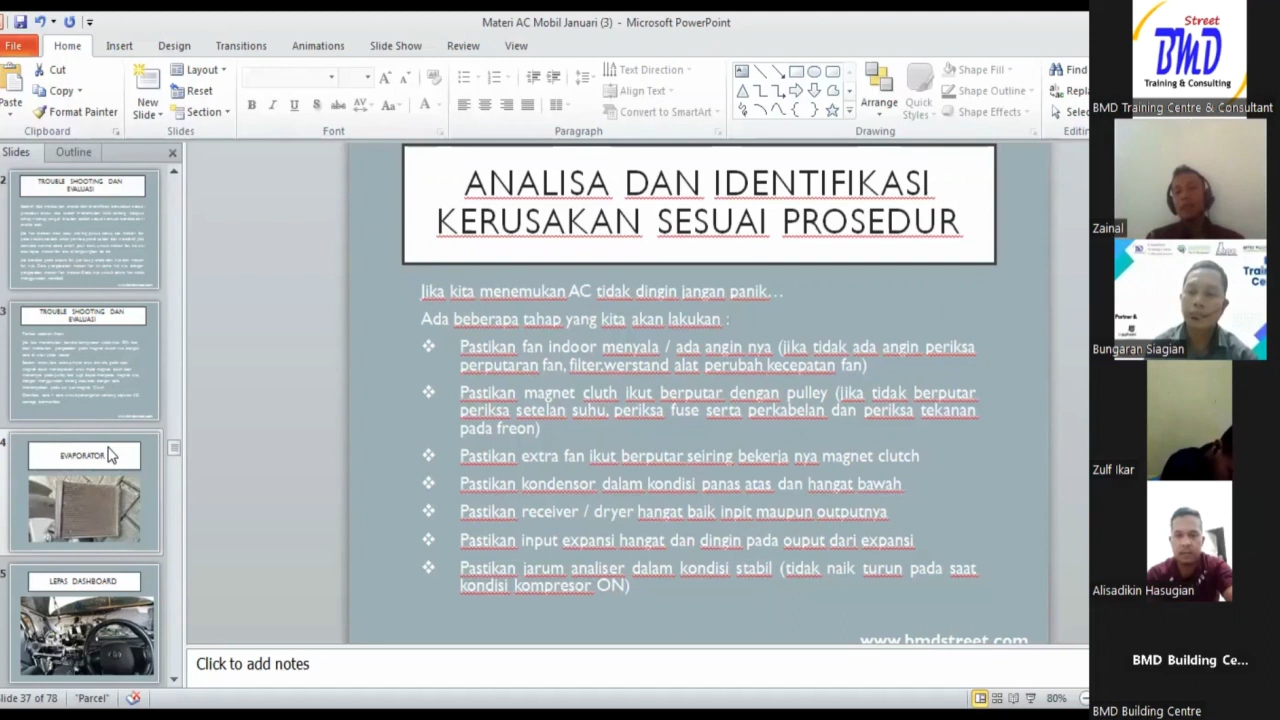 Materi AC Mobil Januari (3) - Microsoft PowerPoint
File Home Insert Design Transitions Animations Slide Show Review View
Paste
Cut
Copy
Format Painter
Clipboard
New Slide
Layout
Reset
Section
Slides
B I U S abc AV Aa A
Font
Text Direction
Align Text
Convert to SmartArt
Paragraph
Arrange
Quick Styles
Shape Fill
Shape Outline
Shape Effects
Drawing
Find
Slides Outline
TROUBLE SHOOTING DAN
EVALUASI
3
TROUBLE SHOOTING DAN
EVALUASI
4
EVAPORATOR
5
LEPAS DASHBOARD
ANALISA DAN IDENTIFIKASI
KERUSAKAN SESUAI PROSEDUR
Jika kita menemukan AC tidak dingin jangan panik…
Ada beberapa tahap yang kita akan lakukan :
❖ Pastikan fan indoor menyala / ada angin nya (jika tidak ada angin periksa
perputaran fan, filter.werstand alat perubah kecepatan fan)
❖ Pastikan magnet cluth ikut berputar dengan pulley (jika tidak berputar
periksa setelan suhu, periksa fuse serta perkabelan dan periksa tekanan
pada freon)
❖ Pastikan extra fan ikut berputar seiring bekerja nya magnet clutch
❖ Pastikan kondensor dalam kondisi panas atas dan hangat bawah
❖ Pastikan receiver / dryer hangat baik inpit maupun outputnya
❖ Pastikan input expansi hangat dan dingin pada ouput dari expansi
❖ Pastikan jarum analiser dalam kondisi stabil (tidak naik turun pada saat
kondisi kompresor ON)
www.bmdstreet.com
Click to add notes
Slide 37 of 78 "Parcel" 80%
Street
BMD
Training & Consulting
BMD Training Centre & Consultant
Zainal
Bungaran Siagian
Zulf Ikar
Alisadikin Hasugian
BMD Building Ce...
BMD Building Centre